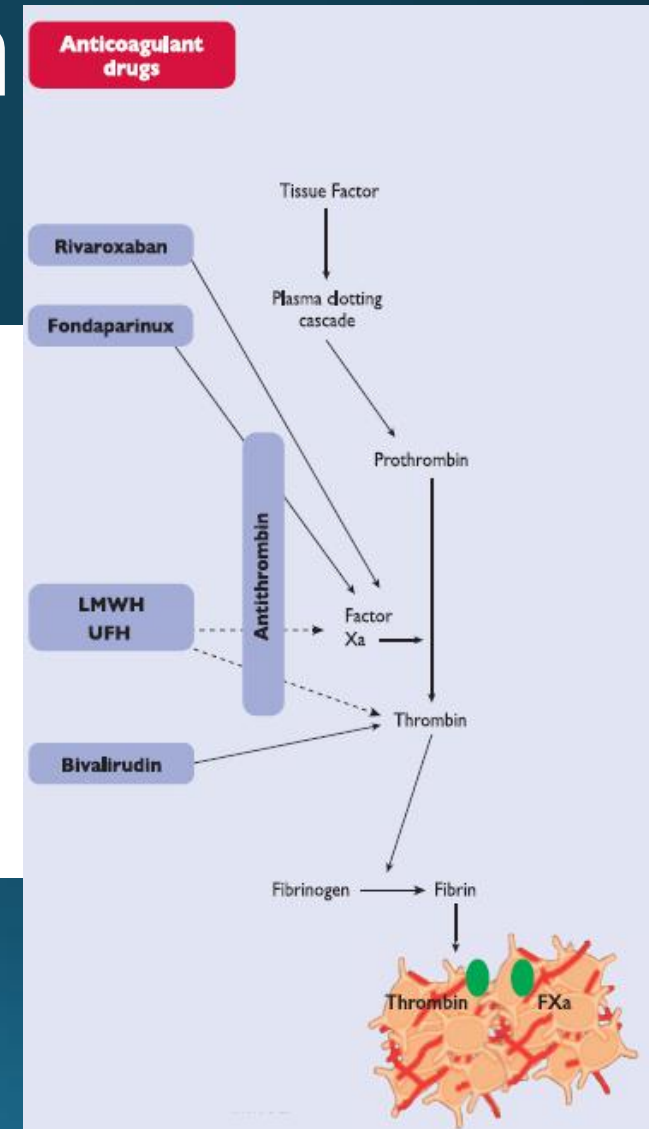 Anticoagulant
drugs
Tissue Factor
Rivaroxaban
Plasma clotting
cascade
Fondaparinux
Prothrombin
Antithrombin
LMWH
UFH
Factor
Xa
Thrombin
Bivalirudin
Fibrinogen
Fibrin
Thrombin
FXa